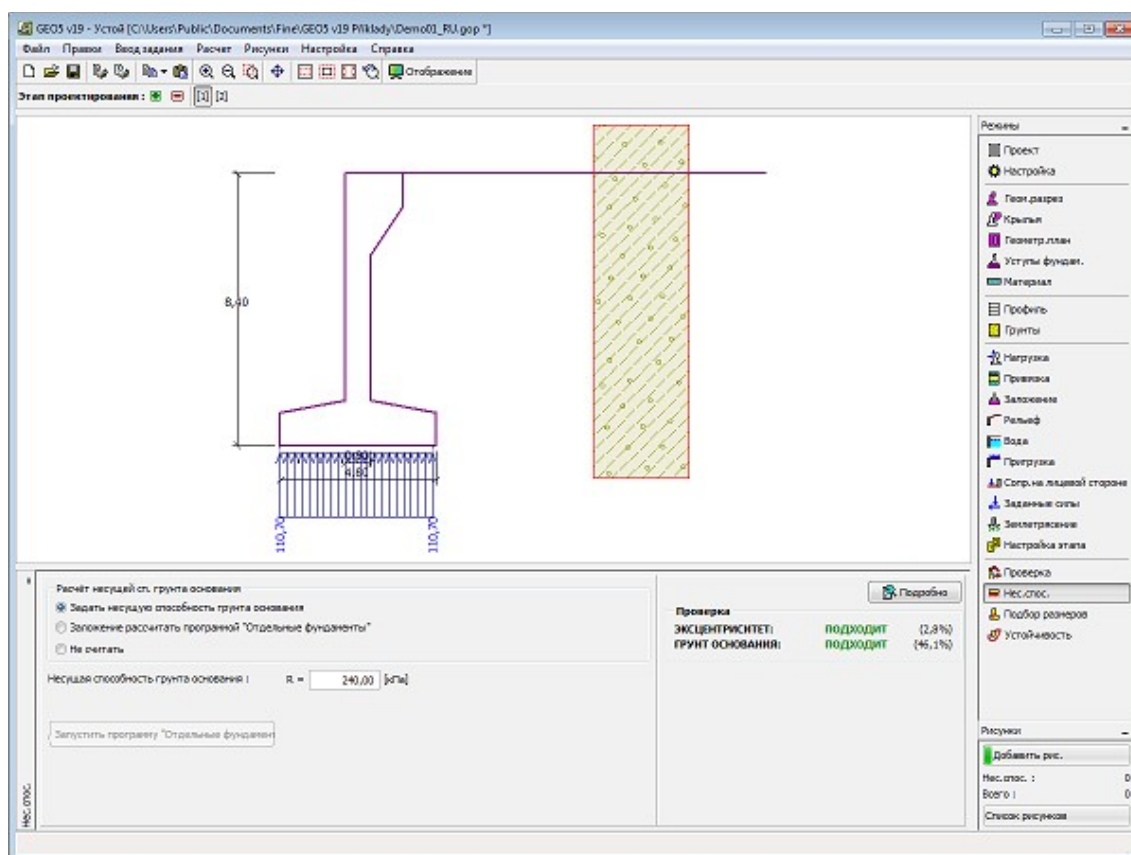 GEO5 v19 - Устой [C:\Users\Public\Documents\Fine\GEO5 v19 Příklady\Demo01_RU.gop *]
Файл Правки Ввод задания Расчет Рисунки Настройка Справка
Отображение
Этап проектирования : [1] [2]
Режимы
Проект
Настройка
Геом.разрез
Крылья
Геометр.план
Уступы фундам.
Материал
Профиль
Грунты
Нагрузка
Привязка
Заложение
Рельеф
Вода
Пригрузка
Сопр.на лицевой стороне
Заданные силы
Землетрясение
Настройка этапа
Проверка
Нес.спос.
Подбор размеров
Устойчивость
8,40
0,80
4,80
110,70
110,70
Расчёт несущей сп. грунта основания
Задать несущую способность грунта основания
Заложение рассчитать программой "Отдельные фундаменты"
Не считать
Несущая способность грунта основания : R = 240,00 [кПа]
Запустить программу "Отдельные фундамент
Подробно
Проверка
ЭКСЦЕНТРИСИТЕТ: ПОДХОДИТ (2,8%)
ГРУНТ ОСНОВАНИЯ: ПОДХОДИТ (46,1%)
Нес.спос.
Рисунки
Добавить рис.
Нес.спос. : 0
Всего : 0
Список рисунков